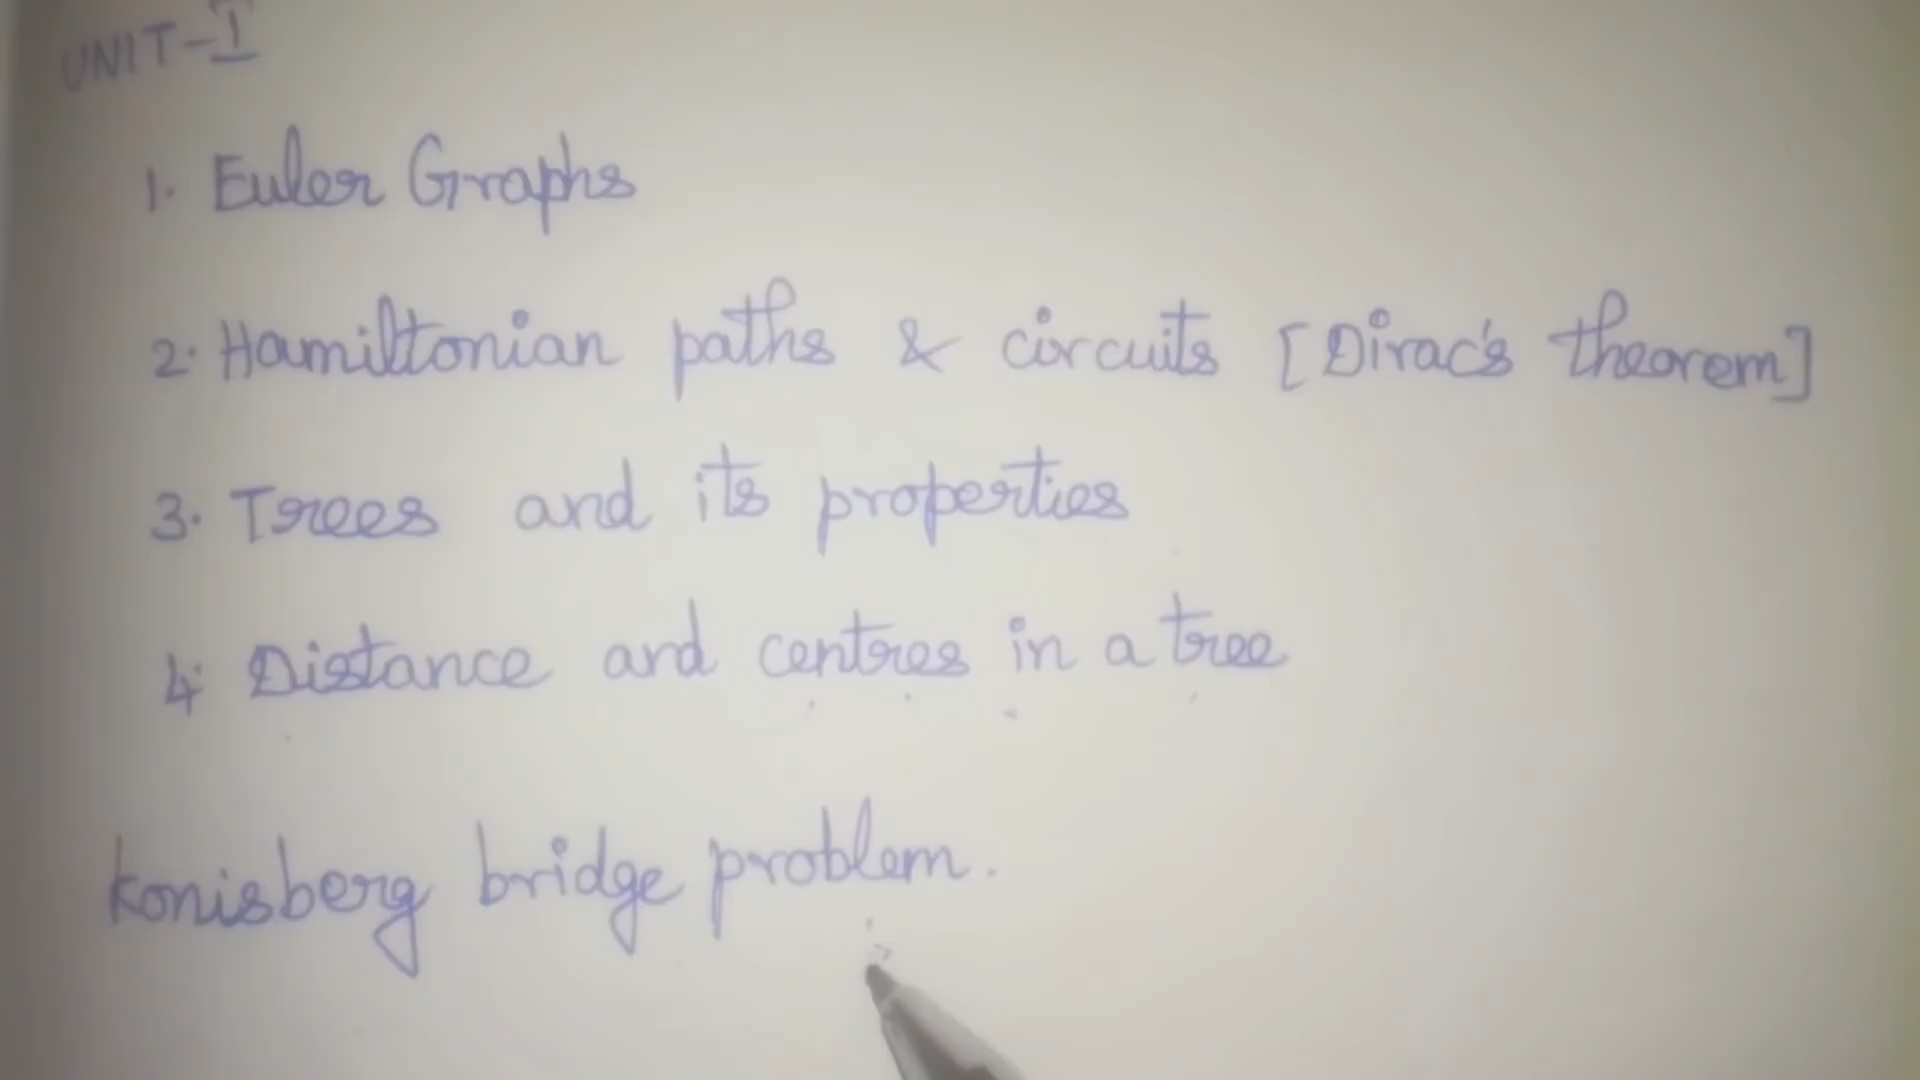 UNIT-I
1. Euler Graphs
2. Hamiltonian paths & circuits [Dirac's theorem]
3. Trees and its properties
4. Distance and centres in a tree
Konisberg bridge problem.